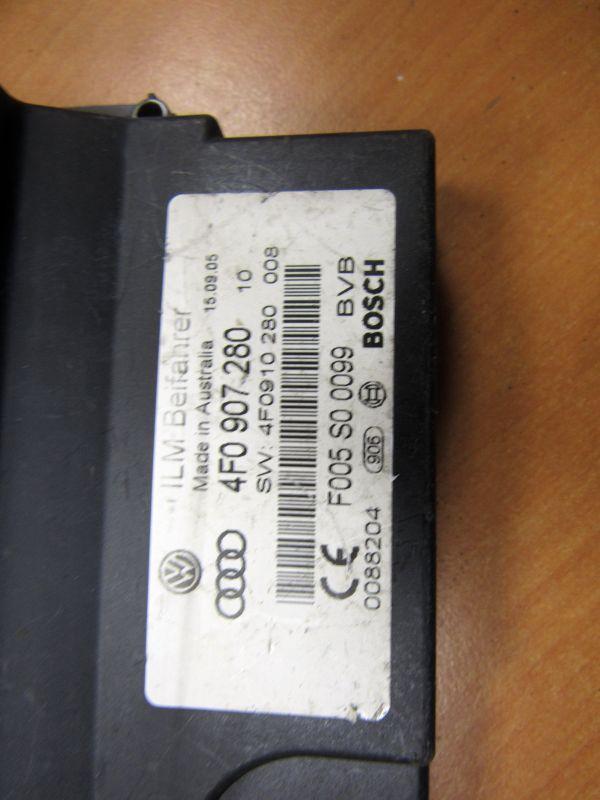 ILM Beifahrer
Made in Australia 15.09.05
4F0 907 280 10
SW: 4F0910 280 008
F005 S0 0099 BVB
0088204 906 BOSCH